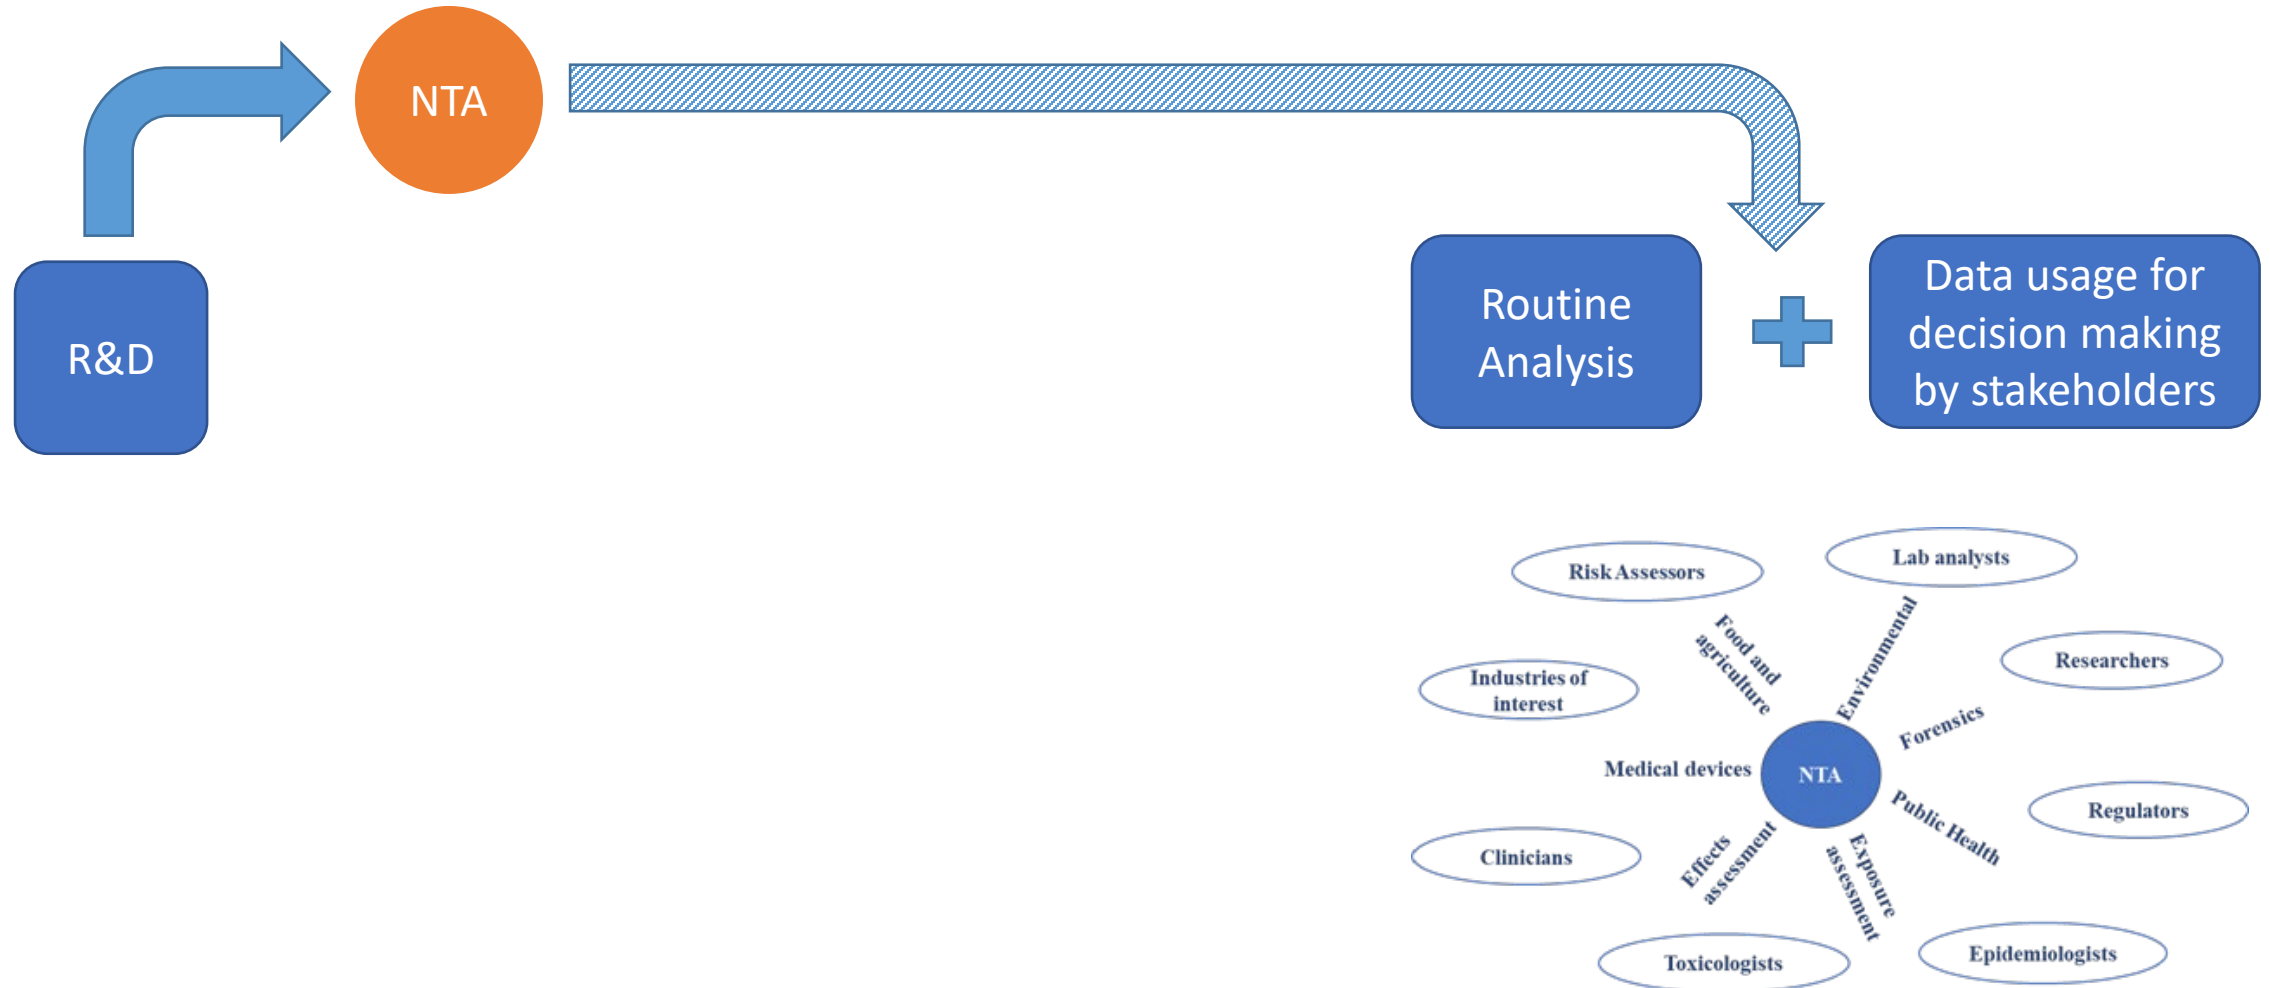 NTA
R&D
Routine
Analysis
Data usage for
decision making
by stakeholders
Risk Assessors
Lab analysts
Food and
agriculture
Environmental
Researchers
Industries of
interest
Forensics
Medical devices
NTA
Public Health
Regulators
Clinicians
Effects
assessment
Exposure
assessment
Toxicologists
Epidemiologists